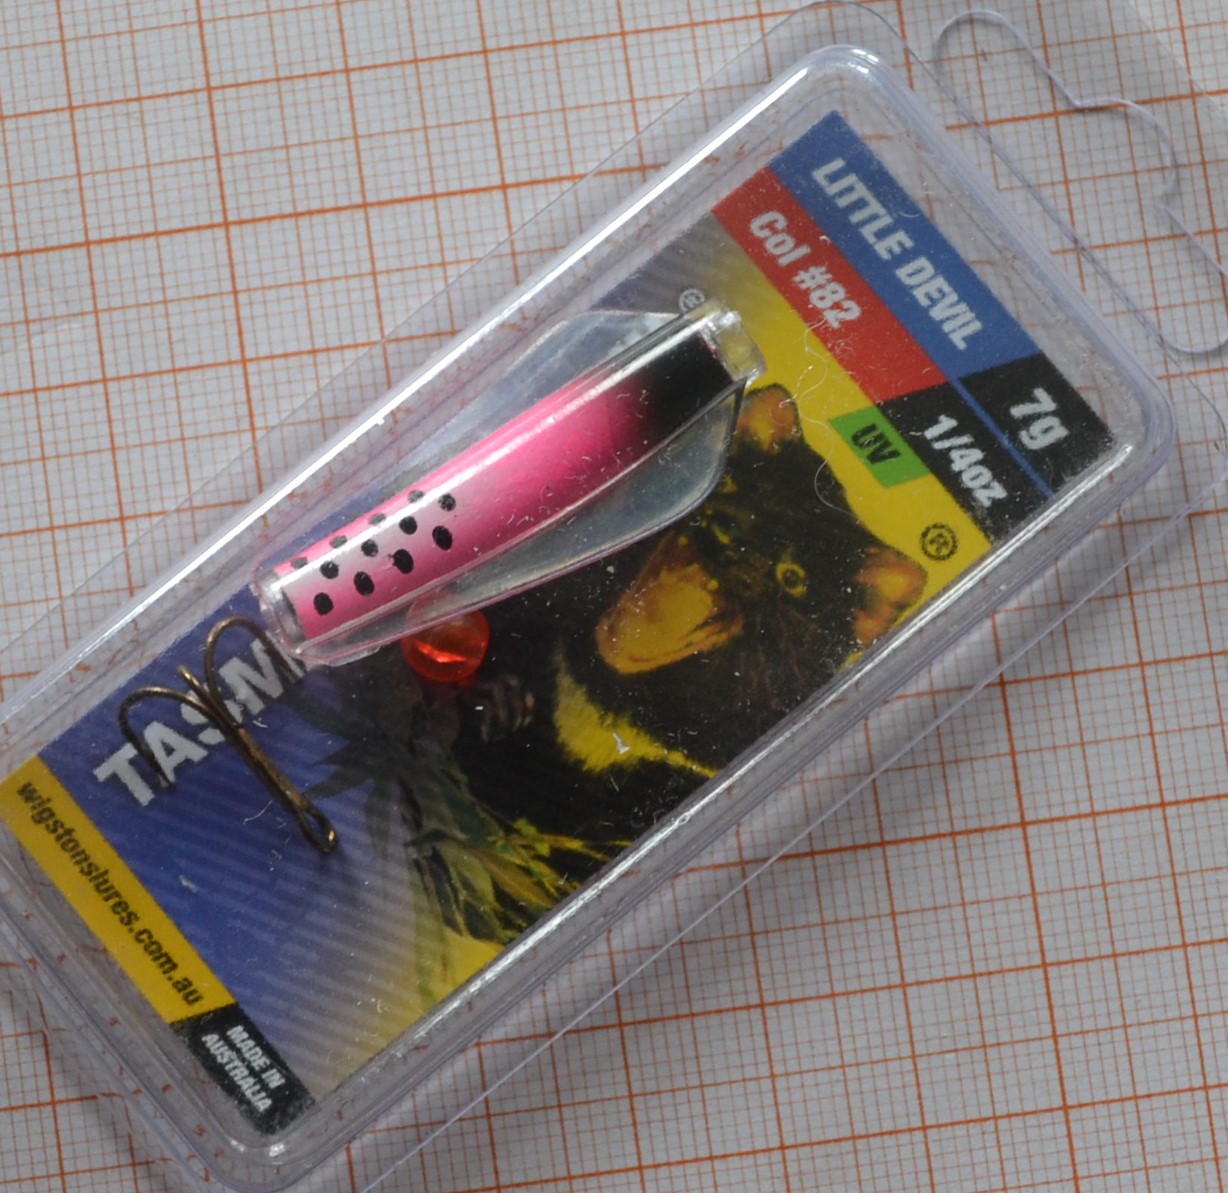 LITTLE DEVIL
7g
Col #82
1/4oz
UV
®
®
TASM
wigstonslures.com.au
MADE IN
AUSTRALIA